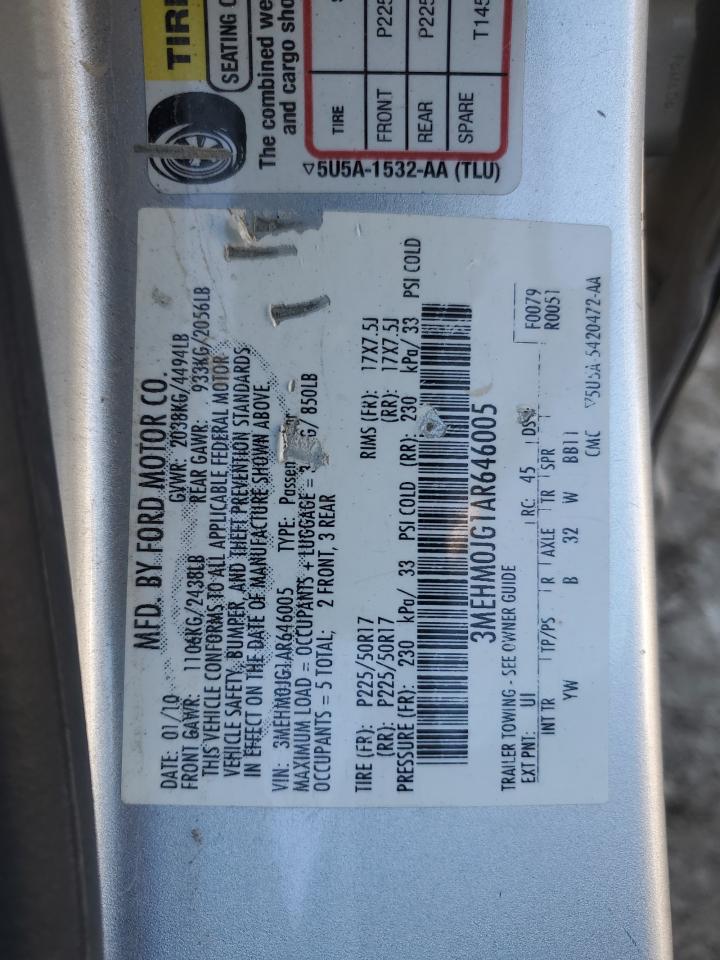 MFD. BY FORD MOTOR CO.
DATE: 01/10 GVWR: 2038KG/4494LB
FRONT GAWR: 1106KG/2438LB REAR GAWR: 933KG/2056LB
THIS VEHICLE CONFORMS TO ALL APPLICABLE FEDERAL MOTOR
VEHICLE SAFETY, BUMPER, AND THEFT PREVENTION STANDARDS
IN EFFECT ON THE DATE OF MANUFACTURE SHOWN ABOVE.
VIN: 3MEHM0JG1AR646005 TYPE: Passen
MAXIMUM LOAD = OCCUPANTS + LUGGAGE = G/ 850LB
OCCUPANTS = 5 TOTAL; 2 FRONT, 3 REAR
TIRE (FR): P225/50R17 RIMS (FR): 17X7.5J
(RR): P225/50R17 (RR): 17X7.5J
PRESSURE (FR): 230 kPa/ 33 PSI COLD (RR): 230 kPa/ 33 PSI COLD
3MEHM0JG1AR646005
TRAILER TOWING - SEE OWNER GUIDE
F0079
R0051
EXT PNT: UI RC: 45 DSO
INT TR TP/PS R AXLE TR SPR
YW B 32 W BB11
CMC ▽5U5A 5420472-AA
TIRE
SEATING
The combined we
and cargo sho
TIRE
FRONT P225
REAR P225
SPARE T145
▽5U5A-1532-AA (TLU)